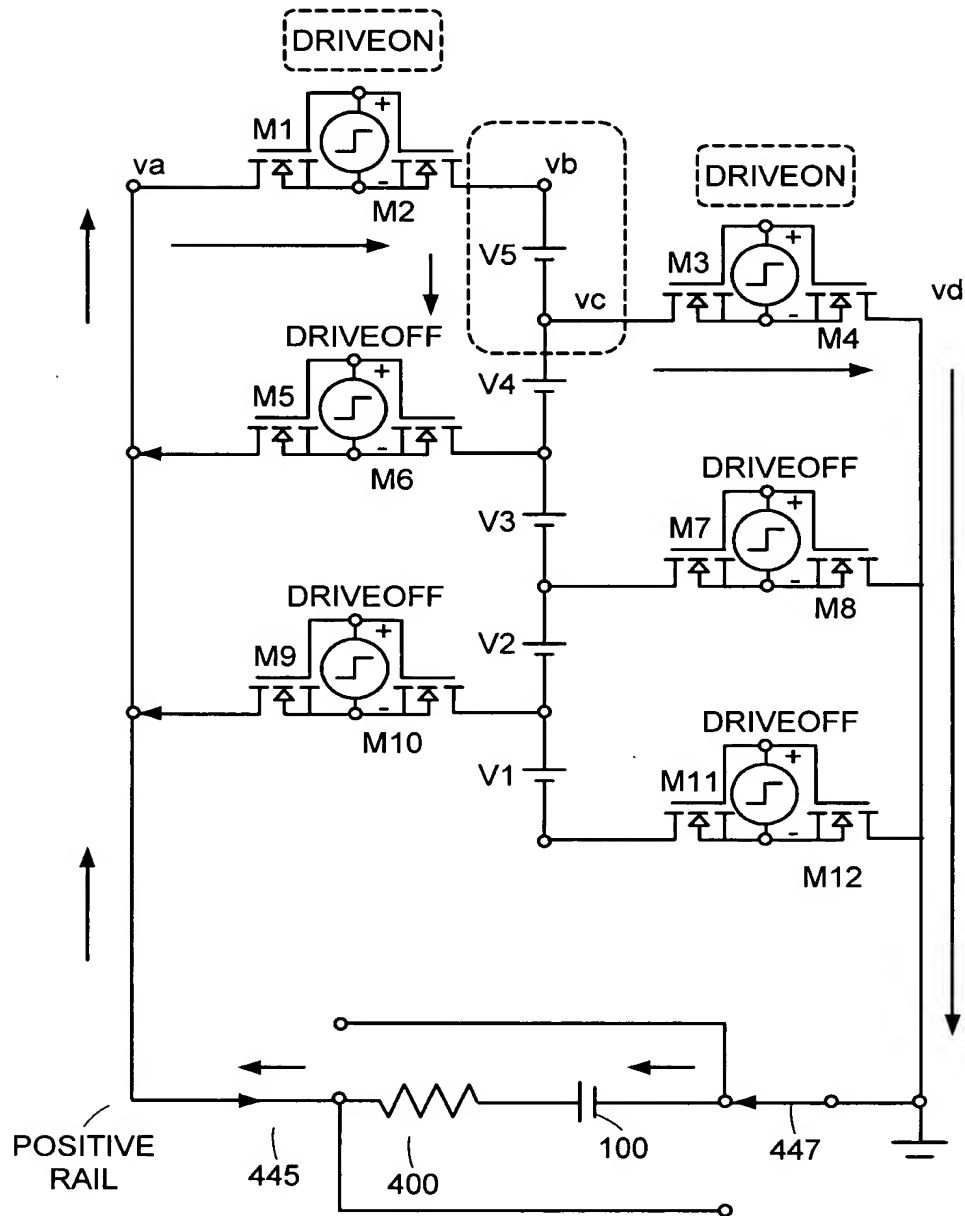 DRIVEON
M1
+
-
M2
va
vb
DRIVEON
V5
M3
+
-
M4
vc
vd
DRIVEOFF
V4
M5
+
-
M6
DRIVEOFF
V3
M7
+
-
M8
DRIVEOFF
V2
M9
+
-
M10
DRIVEOFF
V1
M11
+
-
M12
POSITIVE
RAIL
445
400
100
447